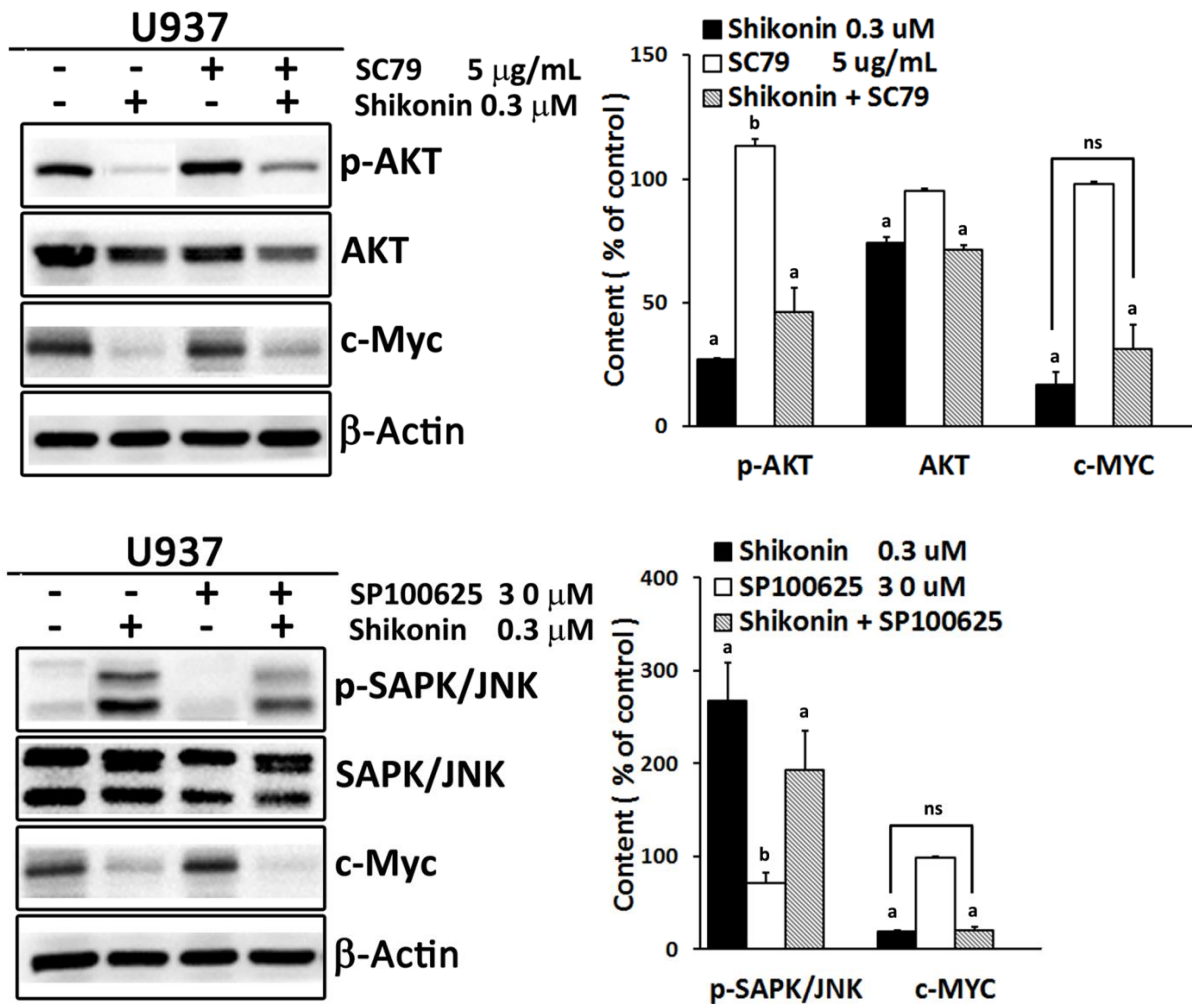 U937
- - + + SC79 5 μg/mL
- + - + Shikonin 0.3 μM
p-AKT
AKT
c-Myc
β-Actin
Shikonin 0.3 uM
SC79 5 ug/mL
Shikonin + SC79
Content ( % of control)
150
100
50
0
a b a
a a
a a
ns
p-AKT AKT c-MYC
U937
- - + + SP100625 3 0 μM
- + - + Shikonin 0.3 μM
p-SAPK/JNK
SAPK/JNK
c-Myc
β-Actin
Shikonin 0.3 uM
SP100625 3 0 uM
Shikonin + SP100625
Content ( % of control)
400
300
200
100
0
a b a
a a
ns
p-SAPK/JNK c-MYC